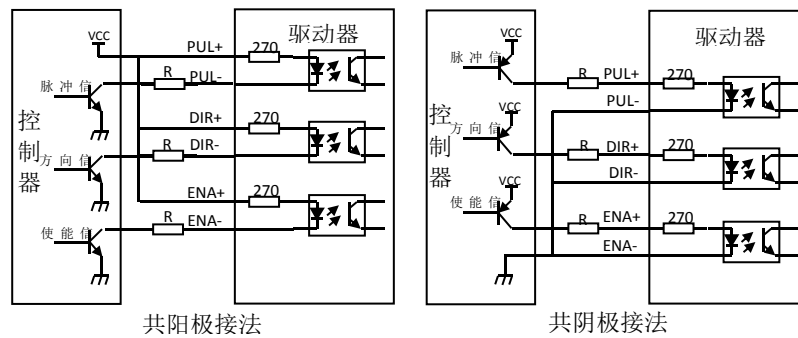 VCC
PUL+
270
驱动器
脉冲信
R
PUL-
控制器
DIR+
270
方向信
R
DIR-
ENA+
270
使能信
R
ENA-
共阳极接法
VCC
驱动器
脉冲信
R
PUL+
270
PUL-
VCC
控制器
方向信
R
DIR+
270
DIR-
VCC
使能信
R
ENA+
270
ENA-
共阴极接法